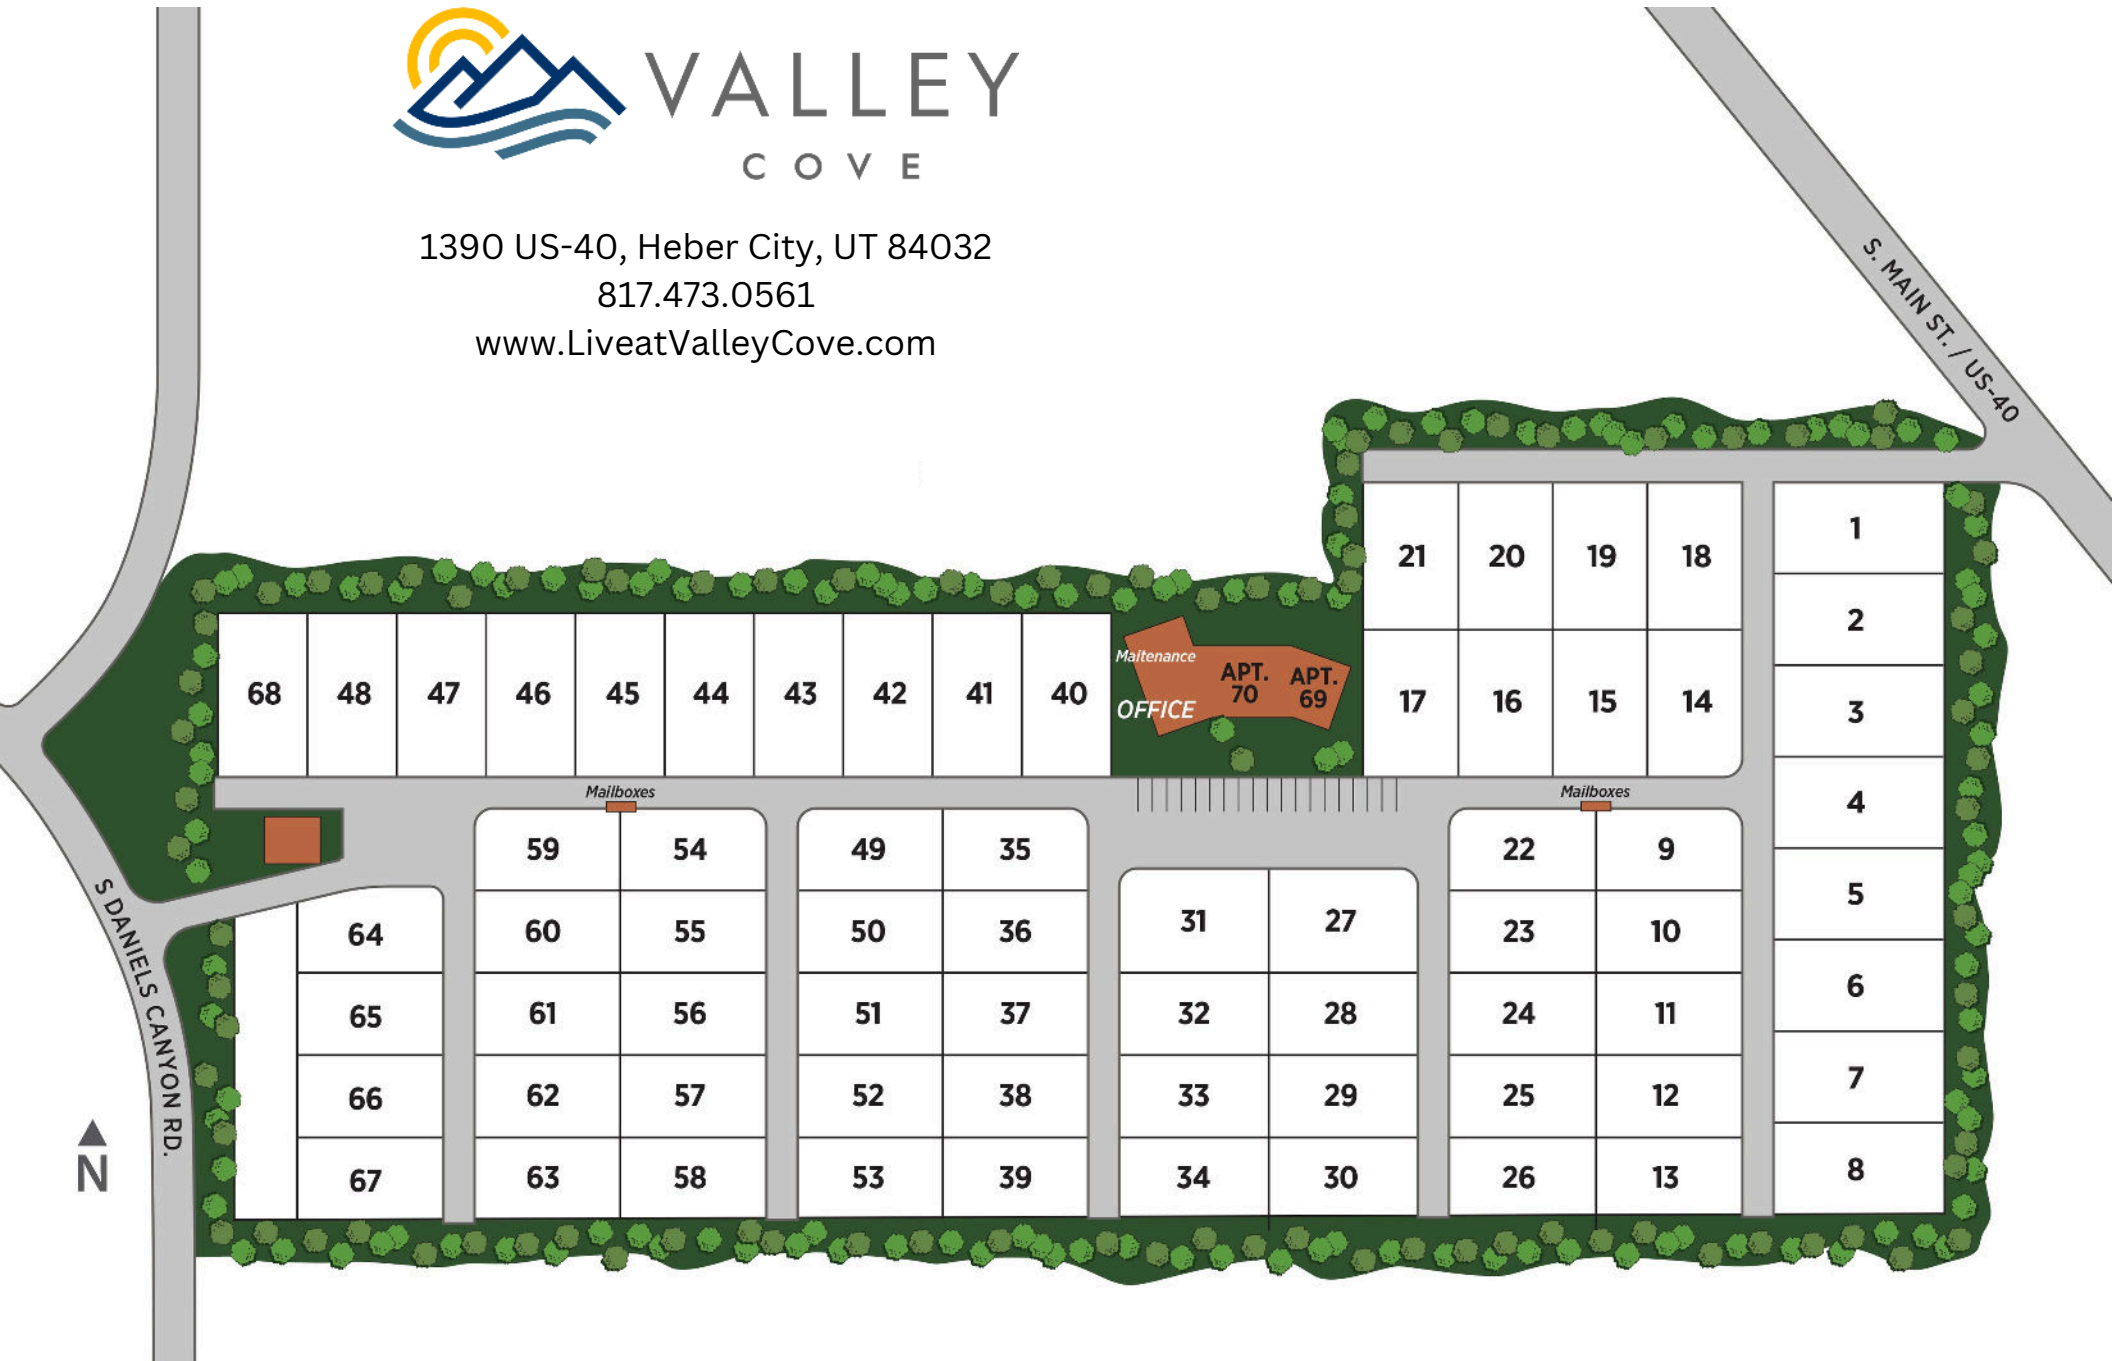 VALLEY
COVE
1390 US-40, Heber City, UT 84032
817.473.0561
www.LiveatValleyCove.com
S. MAIN ST. / US-40
21 20 19 18
1
2
17 16 15 14
3
68 48 47 46 45 44 43 42 41 40
Maitenance
OFFICE
APT.
70
APT.
69
Mailboxes
Mailboxes
4
59 54 49 35 22 9
5
64 60 55 50 36 31 27 23 10
6
65 61 56 51 37 32 28 24 11
7
66 62 57 52 38 33 29 25 12
8
67 63 58 53 39 34 30 26 13
S DANIELS CANYON RD.
N